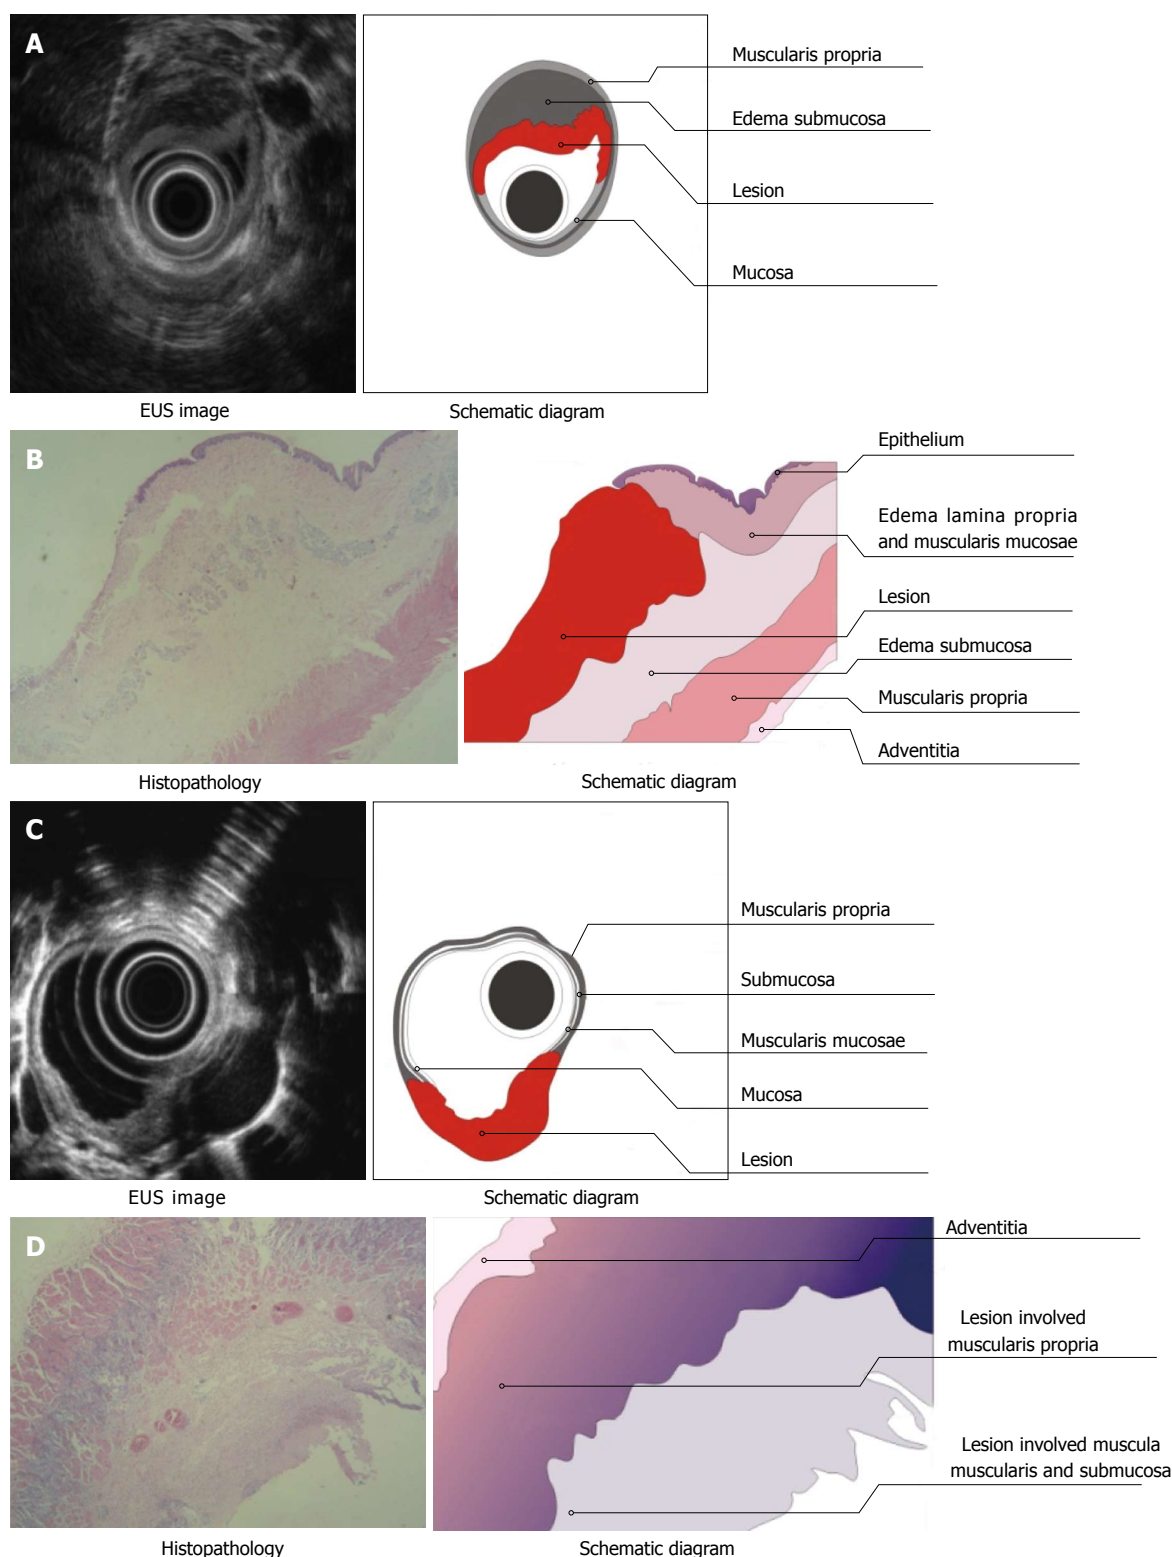 A
Muscularis propria
Edema submucosa
Lesion
Mucosa
EUS image
Schematic diagram
B
Epithelium
Edema lamina propria
and muscularis mucosae
Lesion
Edema submucosa
Muscularis propria
Adventitia
Histopathology
Schematic diagram
C
Muscularis propria
Submucosa
Muscularis mucosae
Mucosa
Lesion
EUS image
Schematic diagram
D
Adventitia
Lesion involved
muscularis propria
Lesion involved muscula
muscularis and submucosa
Histopathology
Schematic diagram